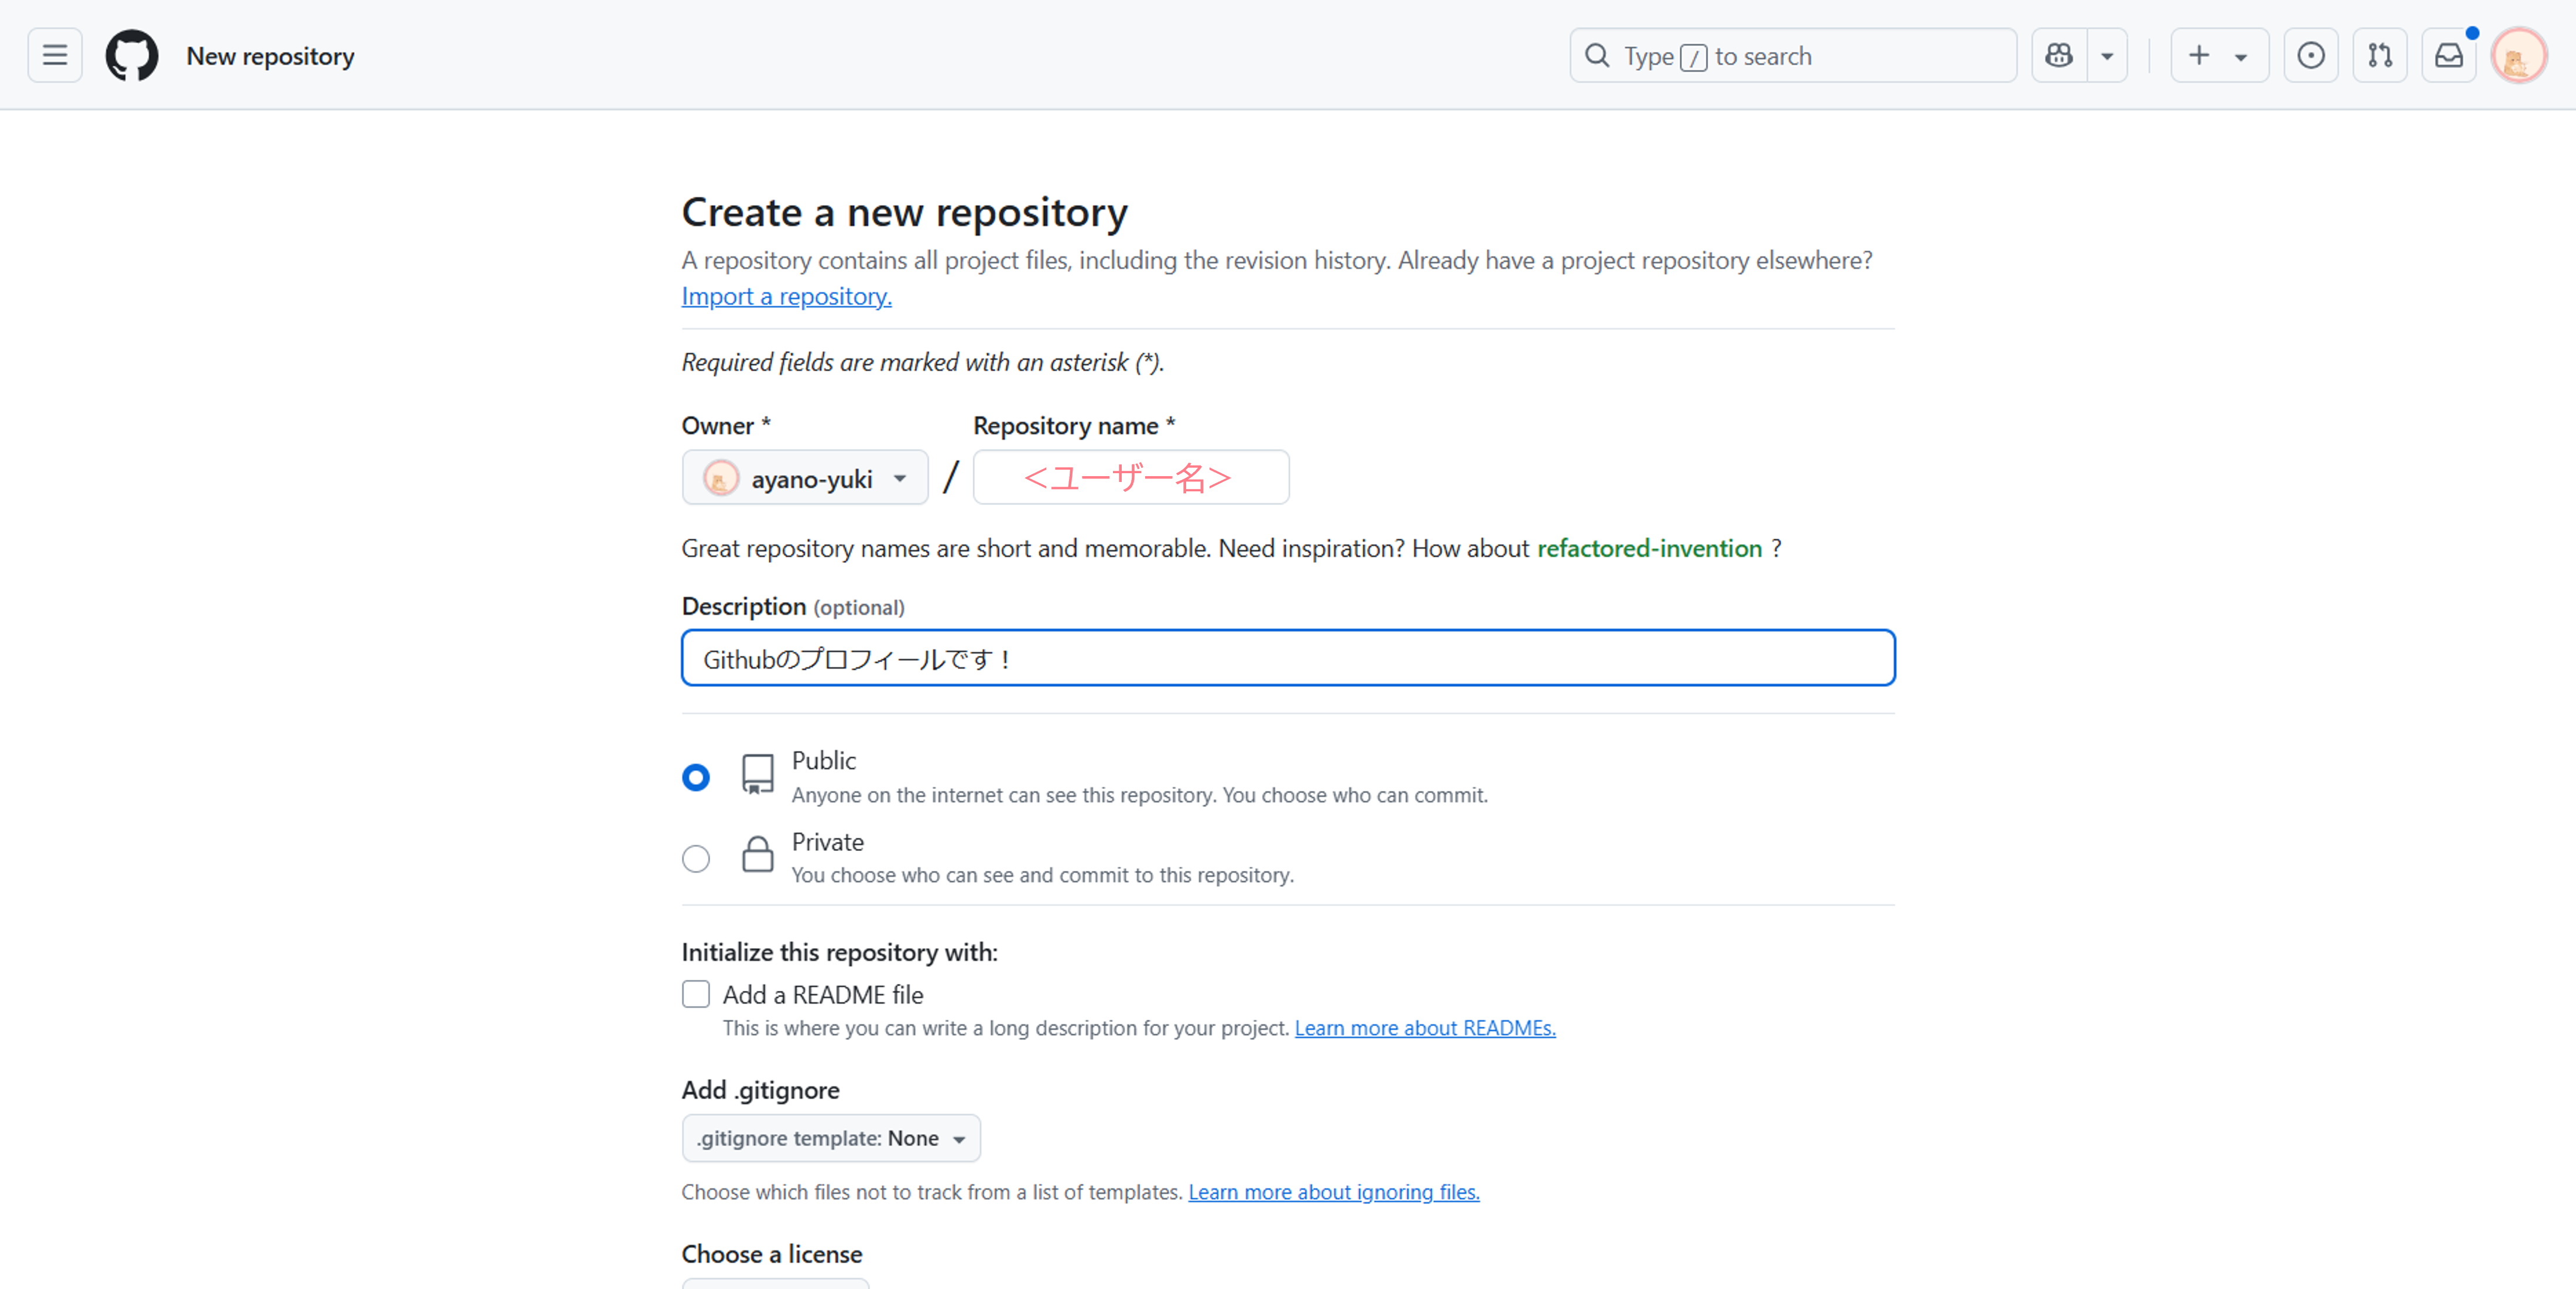 New repository
Type / to search
Create a new repository
A repository contains all project files, including the revision history. Already have a project repository elsewhere?
Import a repository.
Required fields are marked with an asterisk (*).
Owner * Repository name *
ayano-yuki / <ユーザー名>
Great repository names are short and memorable. Need inspiration? How about refactored-invention ?
Description (optional)
Githubのプロフィールです！
Public
Anyone on the internet can see this repository. You choose who can commit.
Private
You choose who can see and commit to this repository.
Initialize this repository with:
Add a README file
This is where you can write a long description for your project. Learn more about READMEs.
Add .gitignore
.gitignore template: None
Choose which files not to track from a list of templates. Learn more about ignoring files.
Choose a license